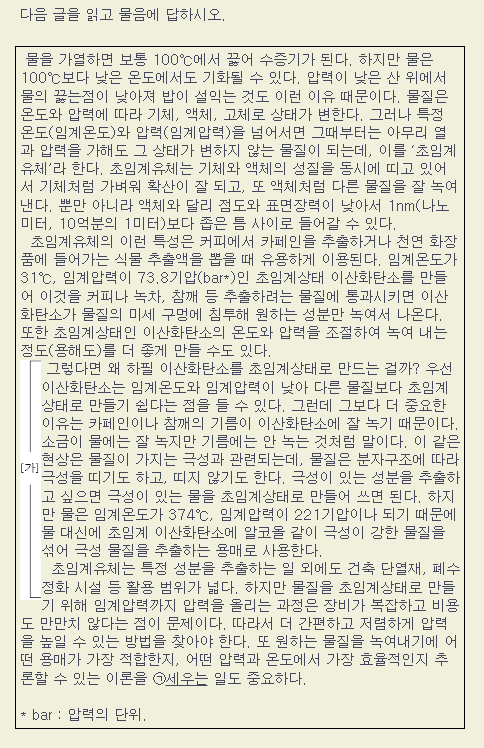 다음 글을 읽고 물음에 답하시오.
물을 가열하면 보통 100℃에서 끓어 수증기가 된다. 하지만 물은
100℃보다 낮은 온도에서도 기화될 수 있다. 압력이 낮은 산 위에서
물의 끓는점이 낮아져 밥이 설익는 것도 이런 이유 때문이다. 물질은
온도와 압력에 따라 기체, 액체, 고체로 상태가 변한다. 그러나 특정
온도(임계온도)와 압력(임계압력)을 넘어서면 그때부터는 아무리 열
과 압력을 가해도 그 상태가 변하지 않는 물질이 되는데, 이를 ‘초임계
유체’라 한다. 초임계유체는 기체와 액체의 성질을 동시에 띠고 있어
서 기체처럼 가벼워 확산이 잘 되고, 또 액체처럼 다른 물질을 잘 녹여
낸다. 뿐만 아니라 액체와 달리 점도와 표면장력이 낮아서 1nm(나노
미터, 10억분의 1미터)보다 좁은 틈 사이로 들어갈 수 있다.
초임계유체의 이런 특성은 커피에서 카페인을 추출하거나 천연 화장
품에 들어가는 식물 추출액을 뽑을 때 유용하게 이용된다. 임계온도가
31℃, 임계압력이 73.8기압(bar*)인 초임계상태 이산화탄소를 만들
어 이것을 커피나 녹차, 참깨 등 추출하려는 물질에 통과시키면 이산
화탄소가 물질의 미세 구멍에 침투해 원하는 성분만 녹여서 나온다.
또한 초임계상태인 이산화탄소의 온도와 압력을 조절하여 녹여 내는
정도(용해도)를 더 좋게 만들 수도 있다.
그렇다면 왜 하필 이산화탄소를 초임계상태로 만드는 걸까? 우선
이산화탄소는 임계온도와 임계압력이 낮아 다른 물질보다 초임계
상태로 만들기 쉽다는 점을 들 수 있다. 그런데 그보다 더 중요한
이유는 카페인이나 참깨의 기름이 이산화탄소에 잘 녹기 때문이다.
소금이 물에는 잘 녹지만 기름에는 안 녹는 것처럼 말이다. 이 같은
현상은 물질이 가지는 극성과 관련되는데, 물질은 분자구조에 따라
[가] 극성을 띠기도 하고, 띠지 않기도 한다. 극성이 있는 성분을 추출하
고 싶으면 극성이 있는 물을 초임계상태로 만들어 쓰면 된다. 하지
만 물은 임계온도가 374℃, 임계압력이 221기압이나 되기 때문에
물 대신에 초임계 이산화탄소에 알코올 같이 극성이 강한 물질을
섞어 극성 물질을 추출하는 용매로 사용한다.
초임계유체는 특정 성분을 추출하는 일 외에도 건축 단열재, 폐수
정화 시설 등 활용 범위가 넓다. 하지만 물질을 초임계상태로 만들
기 위해 임계압력까지 압력을 올리는 과정은 장비가 복잡하고 비용
도 만만치 않다는 점이 문제이다. 따라서 더 간편하고 저렴하게 압력
을 높일 수 있는 방법을 찾아야 한다. 또 원하는 물질을 녹여내기에 어
떤 용매가 가장 적합한지, 어떤 압력과 온도에서 가장 효율적인지 추
론할 수 있는 이론을 ㉠세우는 일도 중요하다.
* bar : 압력의 단위.